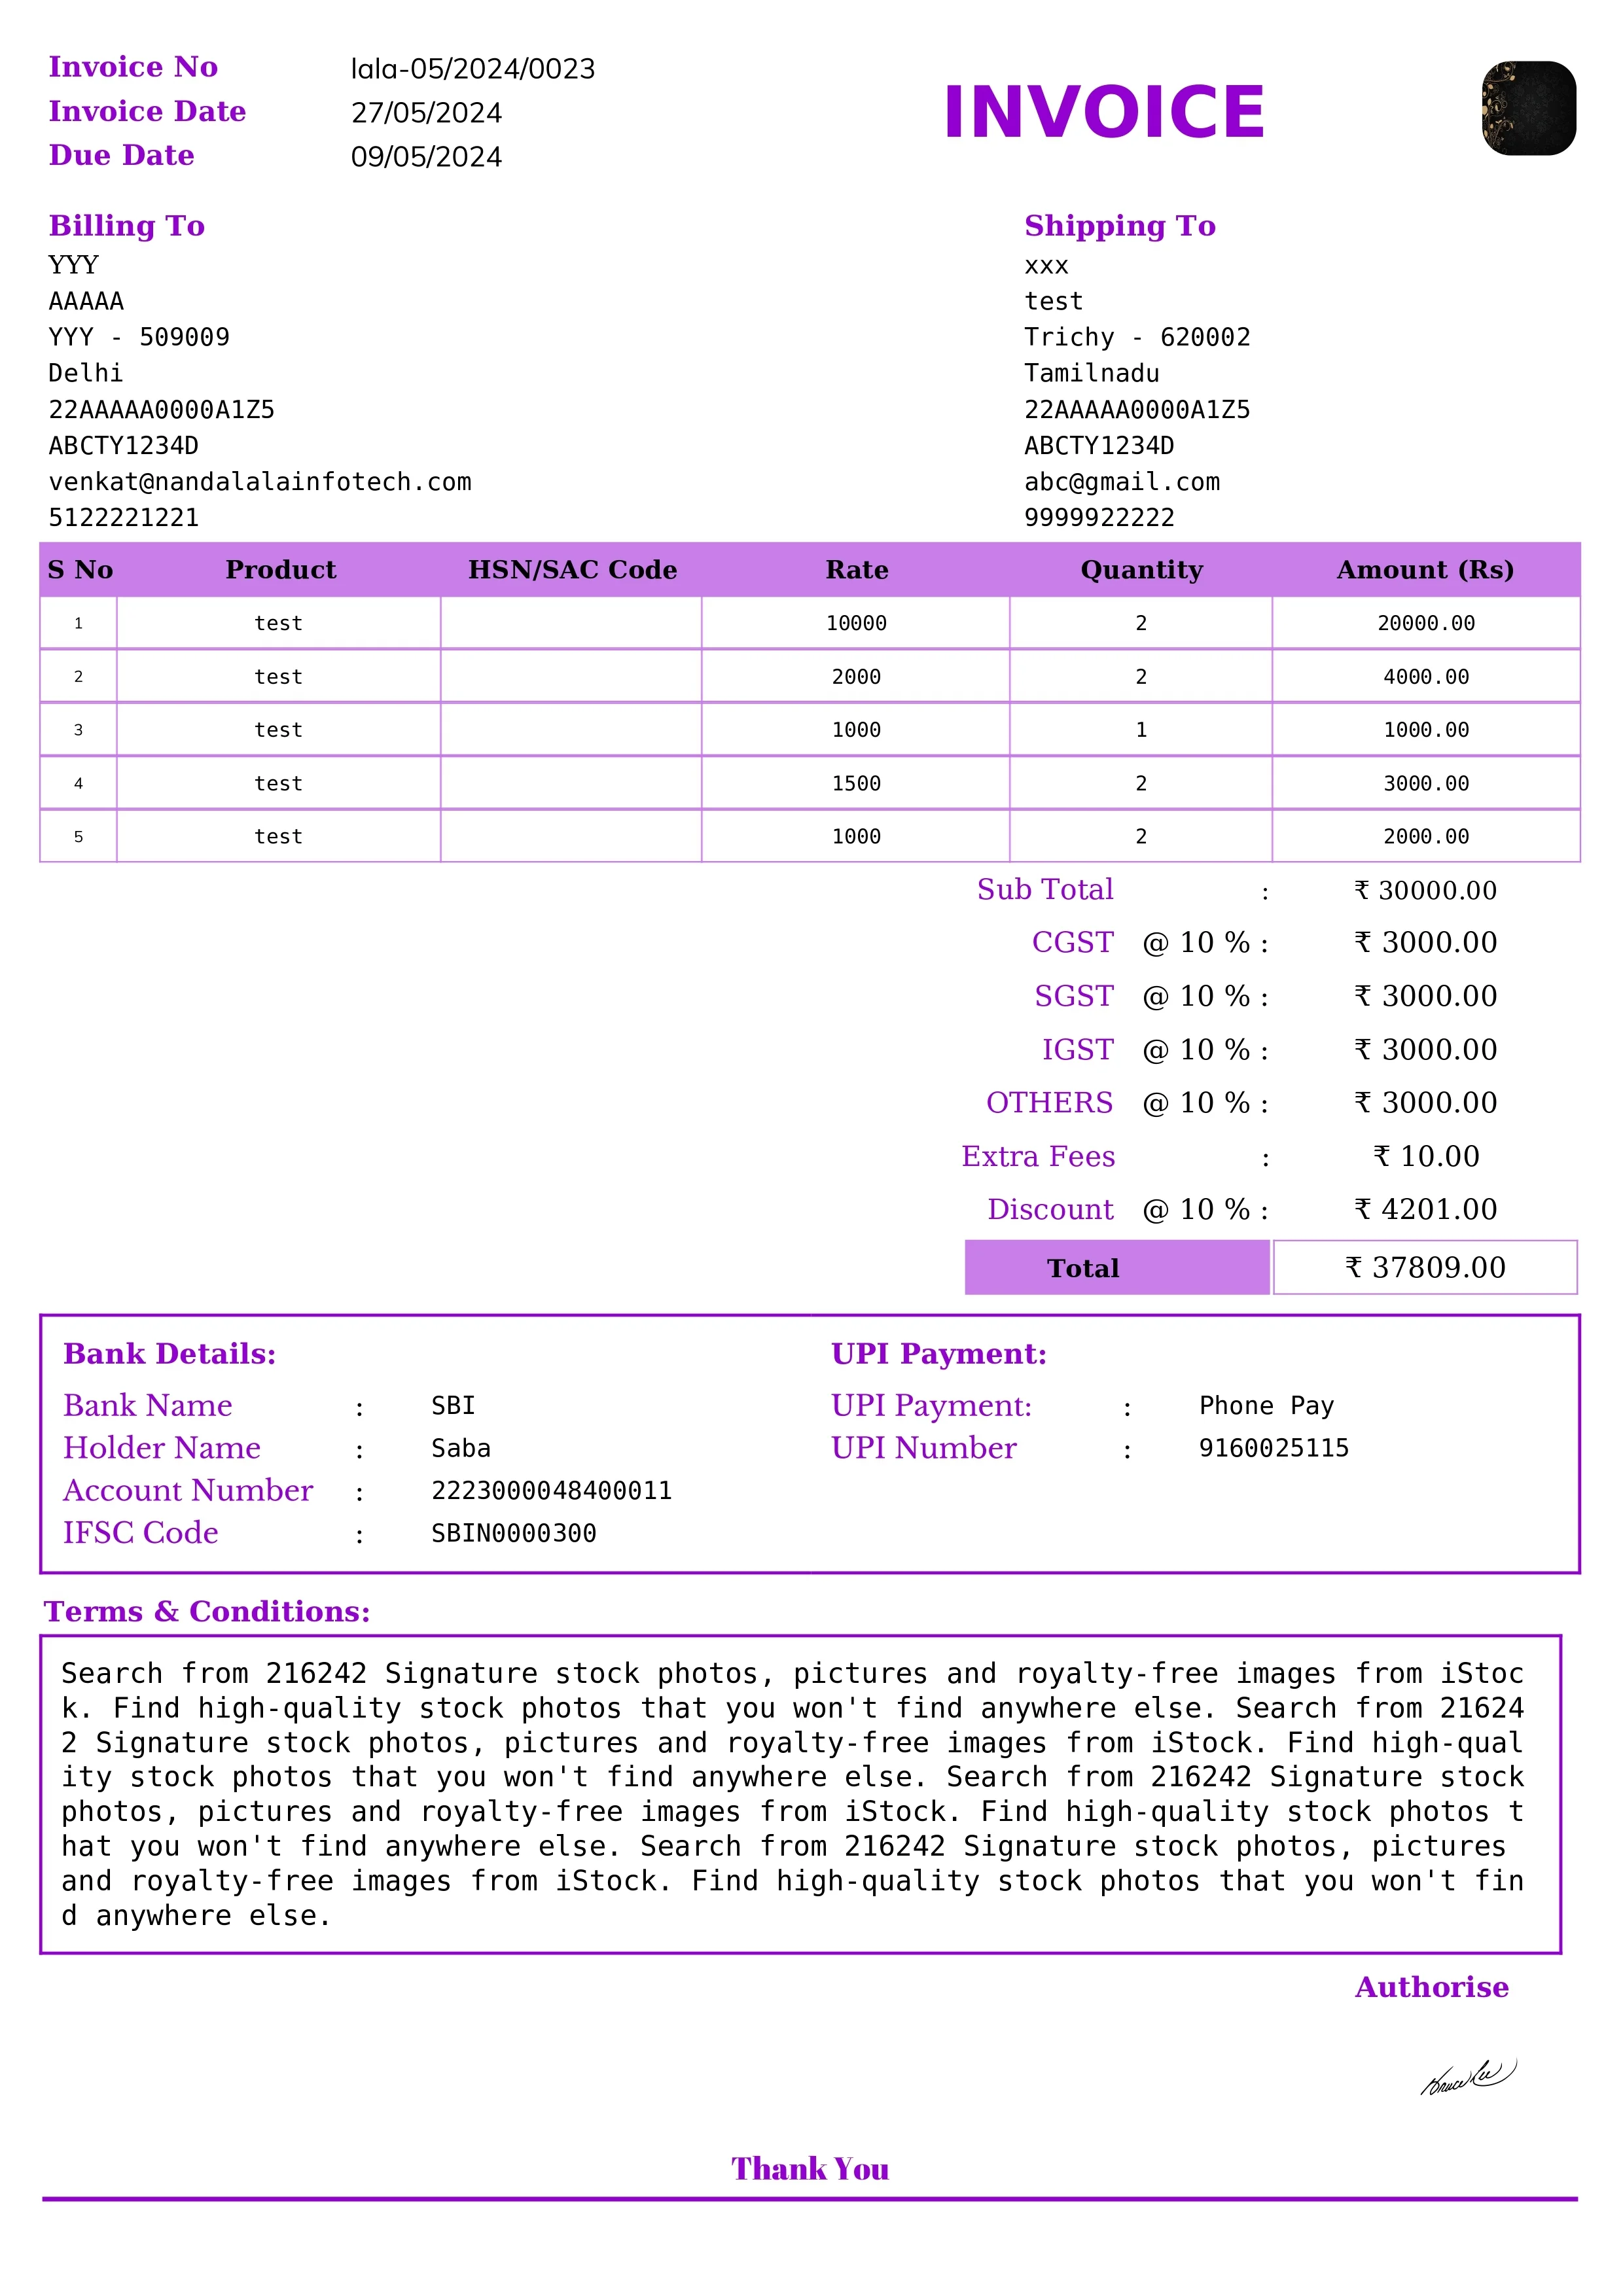 Invoice No lala-05/2024/0023
Invoice Date 27/05/2024
Due Date 09/05/2024
INVOICE
Billing To
YYY
AAAAA
YYY - 509009
Delhi
22AAAAA0000A1Z5
ABCTY1234D
venkat@nandalalainfotech.com
5122221221
Shipping To
xxx
test
Trichy - 620002
Tamilnadu
22AAAAA0000A1Z5
ABCTY1234D
abc@gmail.com
9999922222
S No Product HSN/SAC Code Rate Quantity Amount (Rs)
1 test 10000 2 20000.00
2 test 2000 2 4000.00
3 test 1000 1 1000.00
4 test 1500 2 3000.00
5 test 1000 2 2000.00
Sub Total : ₹ 30000.00
CGST @ 10 % : ₹ 3000.00
SGST @ 10 % : ₹ 3000.00
IGST @ 10 % : ₹ 3000.00
OTHERS @ 10 % : ₹ 3000.00
Extra Fees : ₹ 10.00
Discount @ 10 % : ₹ 4201.00
Total ₹ 37809.00
Bank Details:
Bank Name : SBI
Holder Name : Saba
Account Number : 2223000048400011
IFSC Code : SBIN0000300
UPI Payment:
UPI Payment: : Phone Pay
UPI Number : 9160025115
Terms & Conditions:
Search from 216242 Signature stock photos, pictures and royalty-free images from iStoc
k. Find high-quality stock photos that you won't find anywhere else. Search from 21624
2 Signature stock photos, pictures and royalty-free images from iStock. Find high-qual
ity stock photos that you won't find anywhere else. Search from 216242 Signature stock
photos, pictures and royalty-free images from iStock. Find high-quality stock photos t
hat you won't find anywhere else. Search from 216242 Signature stock photos, pictures
and royalty-free images from iStock. Find high-quality stock photos that you won't fin
d anywhere else.
Authorise
Bruce Lee
Thank You